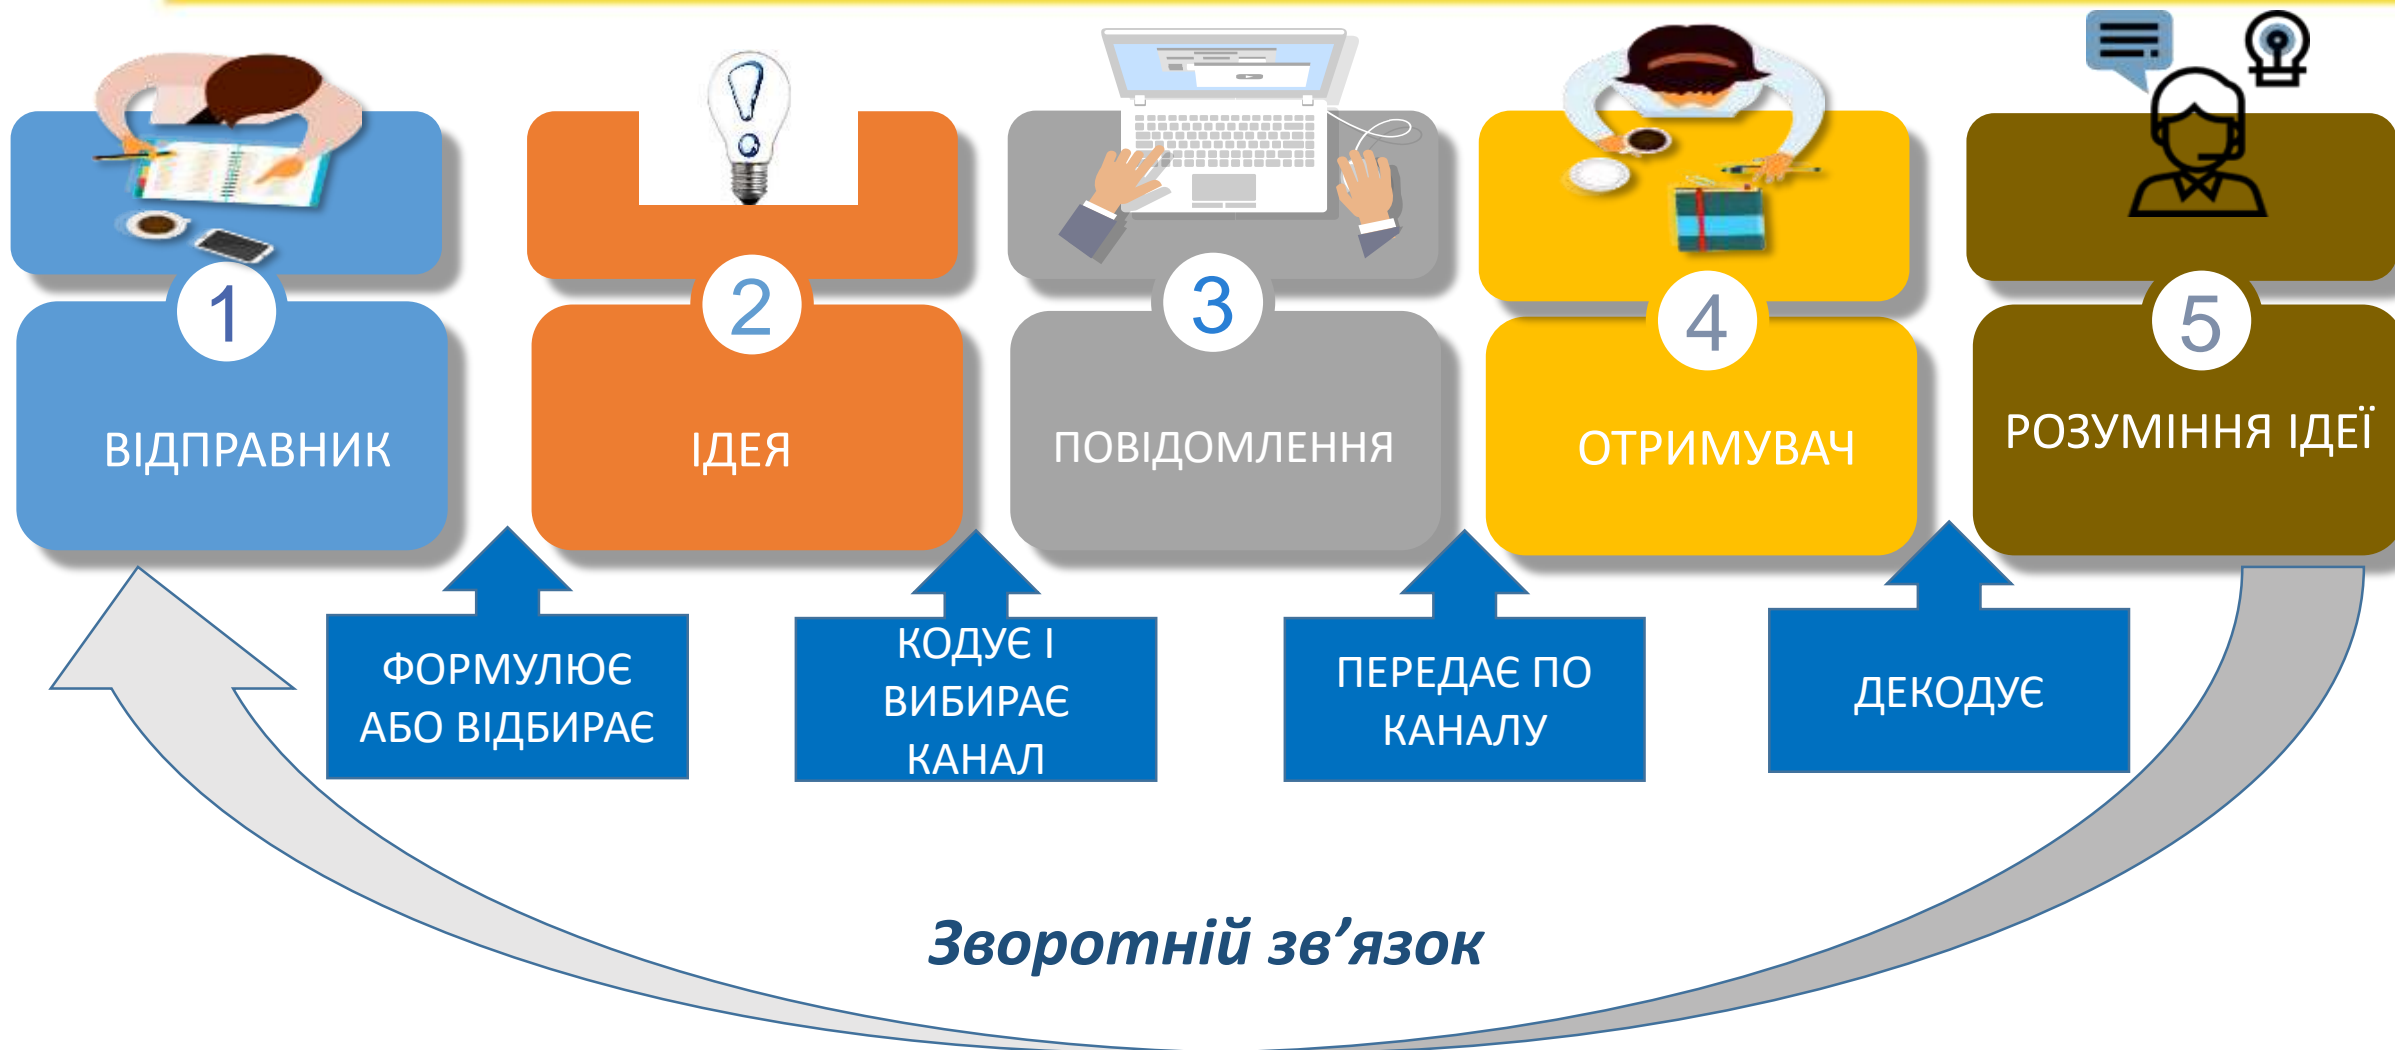 1
ВІДПРАВНИК
2
ІДЕЯ
3
ПОВІДОМЛЕННЯ
4
ОТРИМУВАЧ
5
РОЗУМІННЯ ІДЕЇ
ФОРМУЛЮЄ
АБО ВІДБИРАЄ
КОДУЄ І
ВИБИРАЄ
КАНАЛ
ПЕРЕДАЄ ПО
КАНАЛУ
ДЕКОДУЄ
Зворотній зв’язок